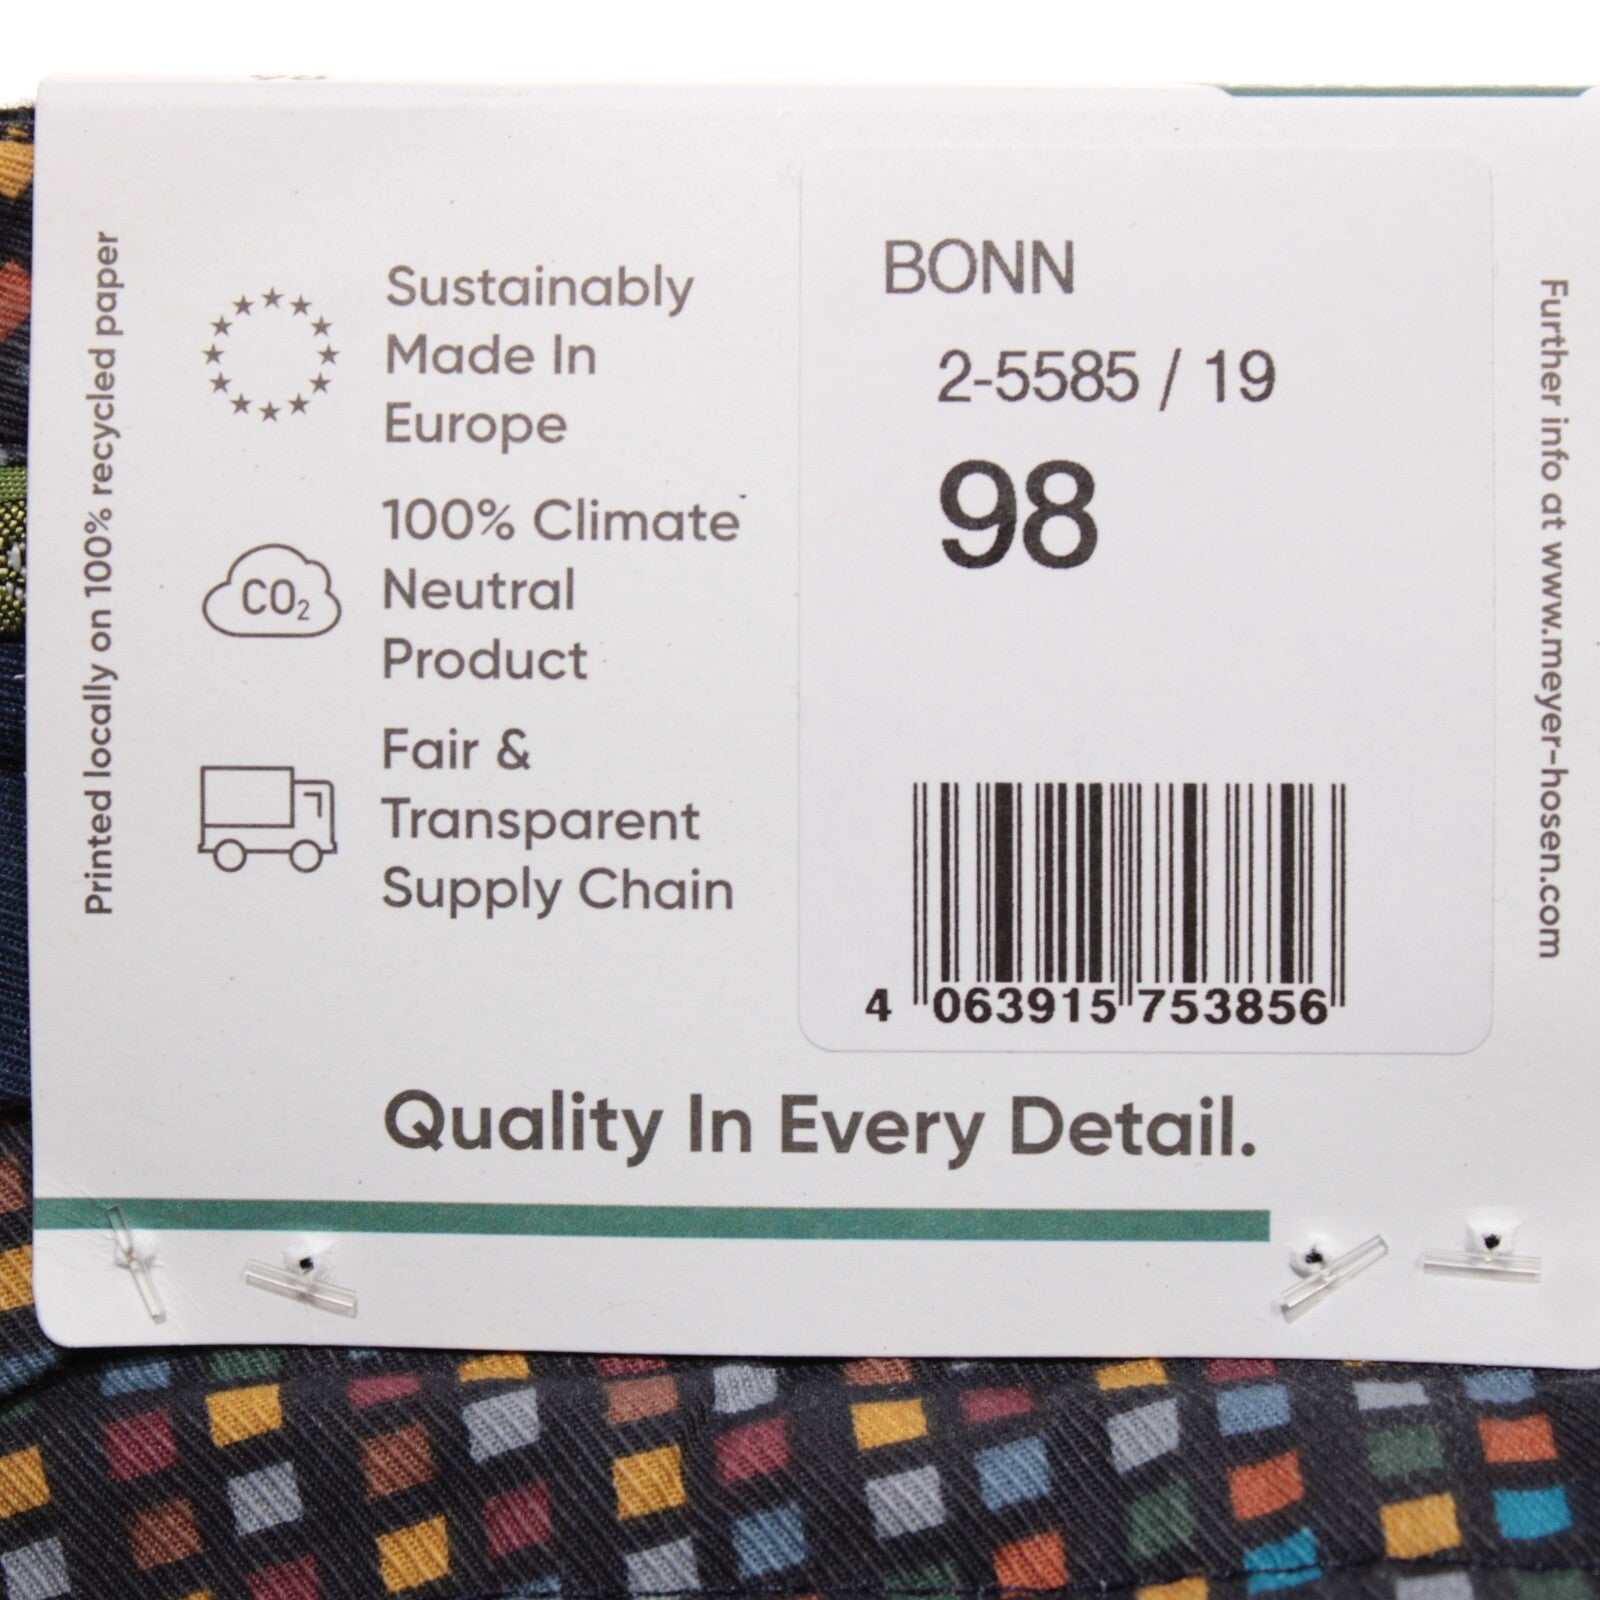 Printed locally on 100% recycled paper
Sustainably
Made In
Europe
CO2
100% Climate
Neutral
Product
Fair &
Transparent
Supply Chain
BONN
2-5585 / 19
98
4 063915 753856
Further info at www.meyer-hosen.com
Quality In Every Detail.